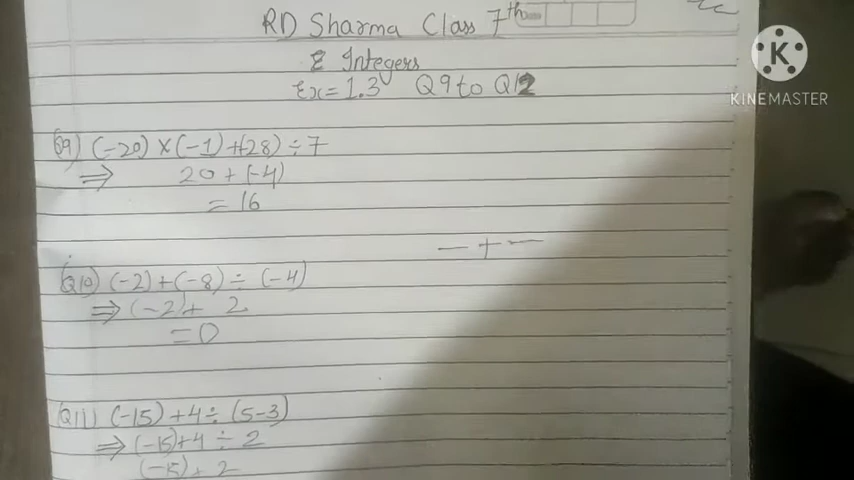 RD Sharma Class 7th
Integers
Ex = 1.3 Q9 to Q12
K
KINEMASTER
Q9) (-20) × (-1) + (-28) ÷ 7
⇒ 20 + (-4)
= 16
— + —
Q10) (-2) + (-8) ÷ (-4)
⇒ (-2) + 2
= 0
Q11) (-15) + 4 ÷ (5-3)
⇒ (-15) + 4 ÷ 2
(-15) + 2